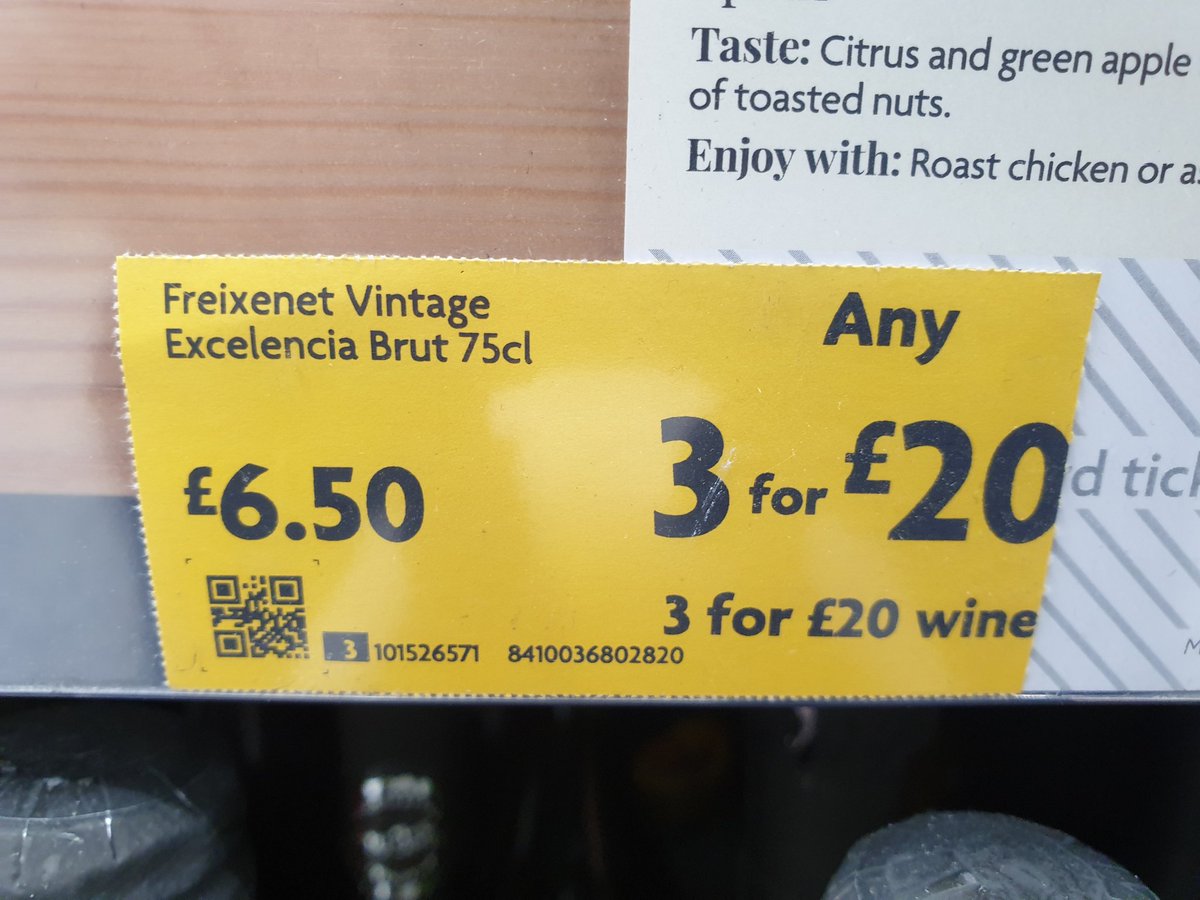 Taste: Citrus and green apple
of toasted nuts.
Enjoy with: Roast chicken or
Freixenet Vintage
Excelencia Brut 75cl
Any
£6.50
3 for £20
3 for £20 wine
3 101526571 8410036802820